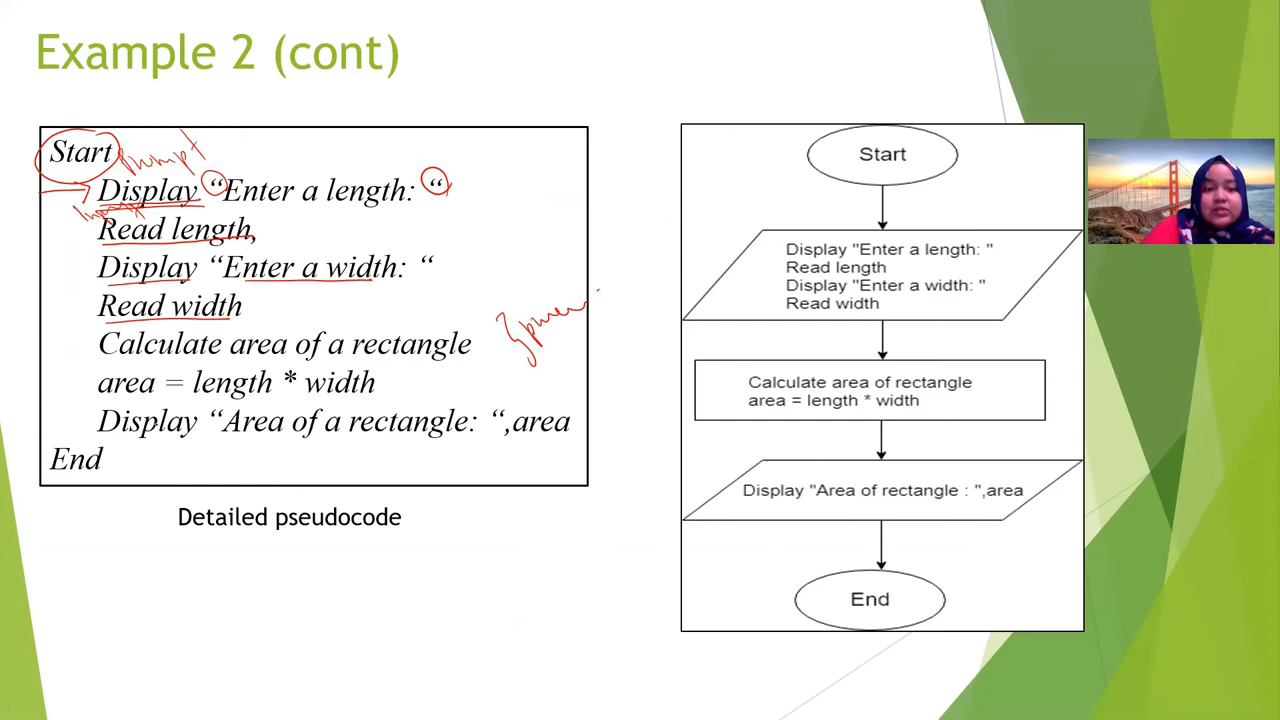 Example 2 (cont)
Start
Prompt
Display “Enter a length: “
Read length,
Display “Enter a width: “
Read width
Calculate area of a rectangle
area = length * width
Display “Area of a rectangle: “,area
End
Detailed pseudocode
Start
Display "Enter a length: "
Read length
Display "Enter a width: "
Read width
Calculate area of rectangle
area = length * width
Display "Area of rectangle : ",area
End